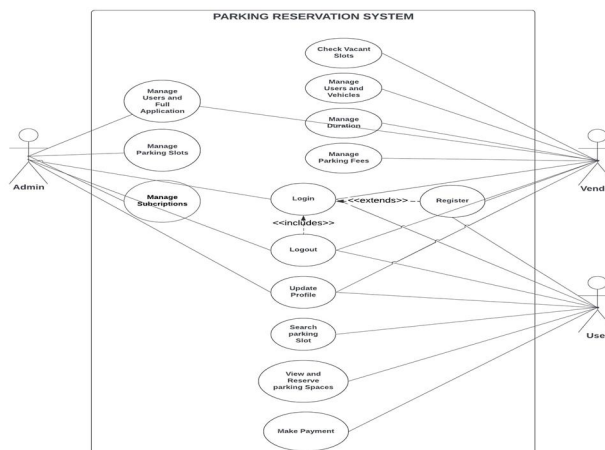 PARKING RESERVATION SYSTEM
Check Vacant
Slots
Manage
Users and
Full
Application
Manage
Users and
Vehicles
Manage
Duration
Manage
Parking Slots
Manage
Parking Fees
Admin
Vend
Manage
Subcriptions
Login
<<extends>>
Register
<<includes>>
Logout
Update
Profile
Search
parking
Slot
Use
View and
Reserve
parking Spaces
Make Payment